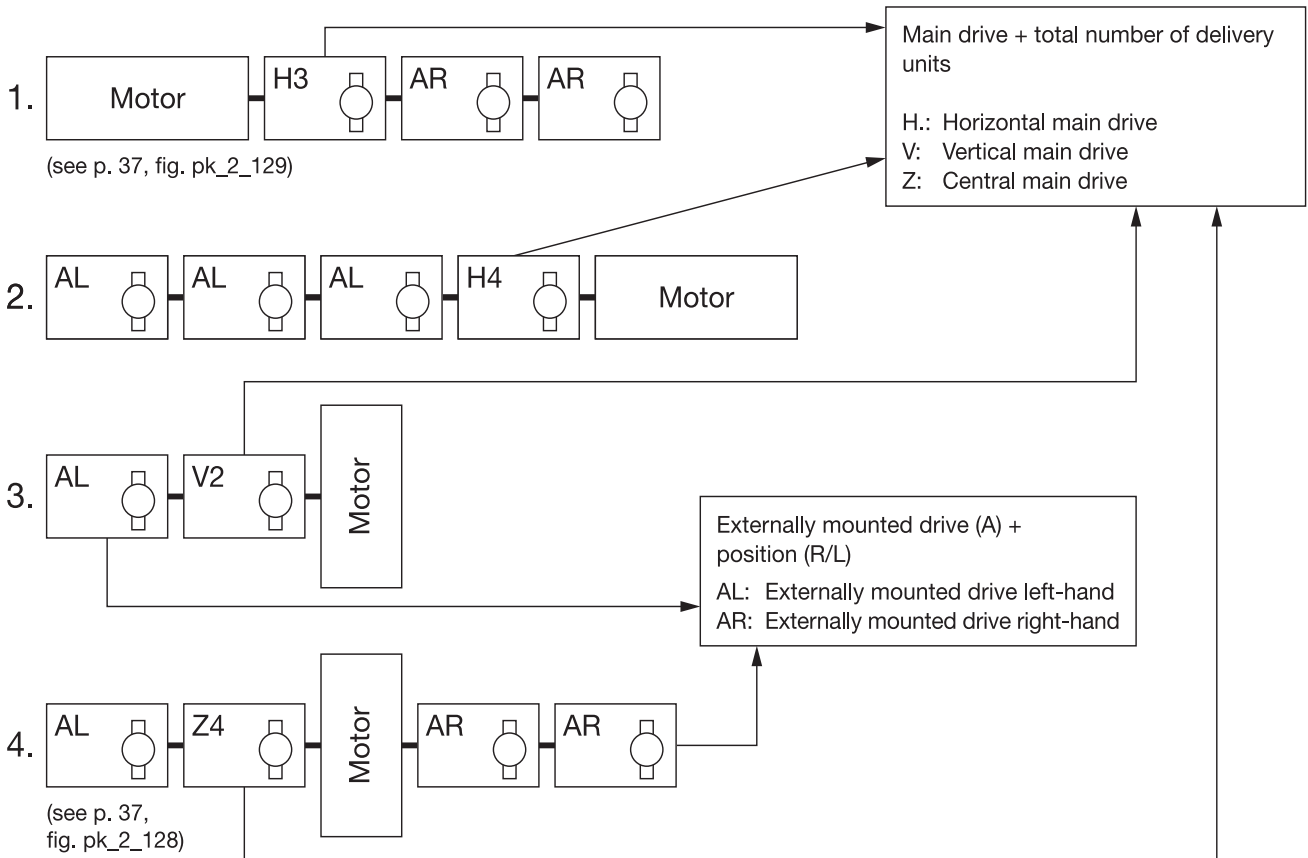 Main drive + total number of delivery
units
H.: Horizontal main drive
V: Vertical main drive
Z: Central main drive
1.
Motor
H3
AR
AR
(see p. 37, fig. pk_2_129)
2.
AL
AL
AL
H4
Motor
3.
AL
V2
Motor
Externally mounted drive (A) +
position (R/L)
AL: Externally mounted drive left-hand
AR: Externally mounted drive right-hand
4.
AL
Z4
Motor
AR
AR
(see p. 37,
fig. pk_2_128)